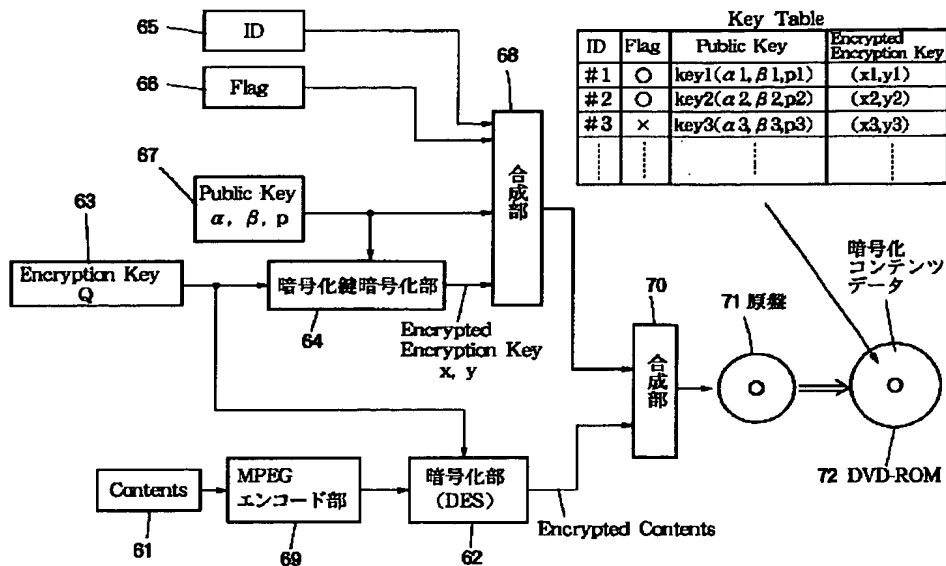 65
ID
66
Flag
67
Public Key
α, β, p
63
Encryption Key
Q
暗号化鍵暗号化部
64
Encrypted
Encryption Key
x, y
68
合成部
Key Table
ID Flag Public Key Encrypted Encryption Key
#1 ○ key1(α1,β1,p1) (x1,y1)
#2 ○ key2(α2,β2,p2) (x2,y2)
#3 × key3(α3,β3,p3) (x3,y3)
70
合成部
71 原盤
暗号化
コンテンツ
データ
72 DVD-ROM
Contents
61
MPEG
エンコード部
69
暗号化部
(DES)
62
Encrypted Contents